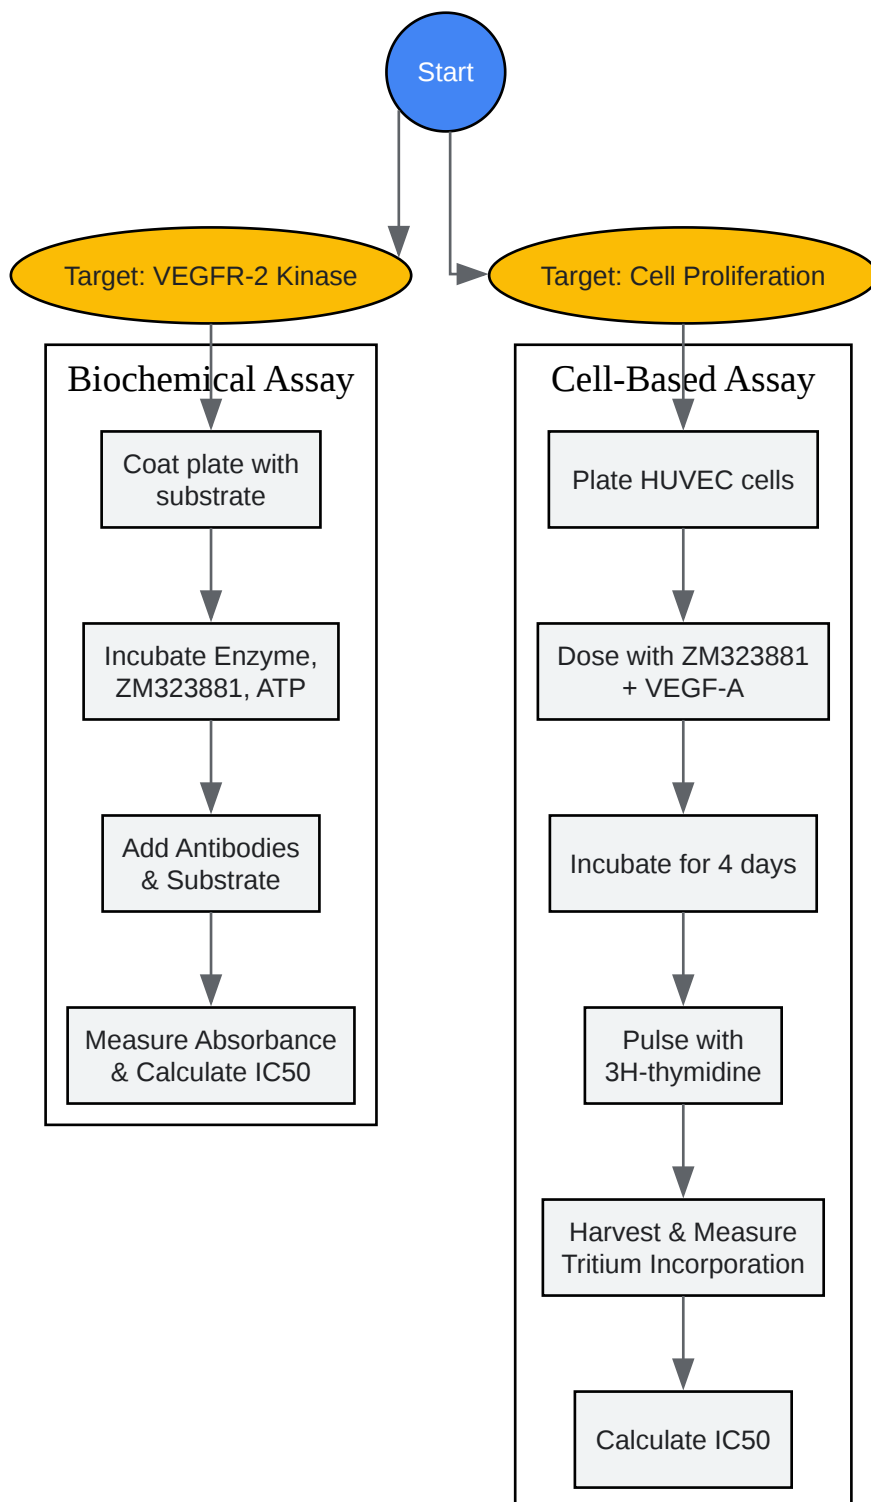 Start
Target: VEGFR-2 Kinase
Biochemical Assay
Coat plate with
substrate
Incubate Enzyme,
ZM323881, ATP
Add Antibodies
& Substrate
Measure Absorbance
& Calculate IC50
Target: Cell Proliferation
Cell-Based Assay
Plate HUVEC cells
Dose with ZM323881
+ VEGF-A
Incubate for 4 days
Pulse with
3H-thymidine
Harvest & Measure
Tritium Incorporation
Calculate IC50